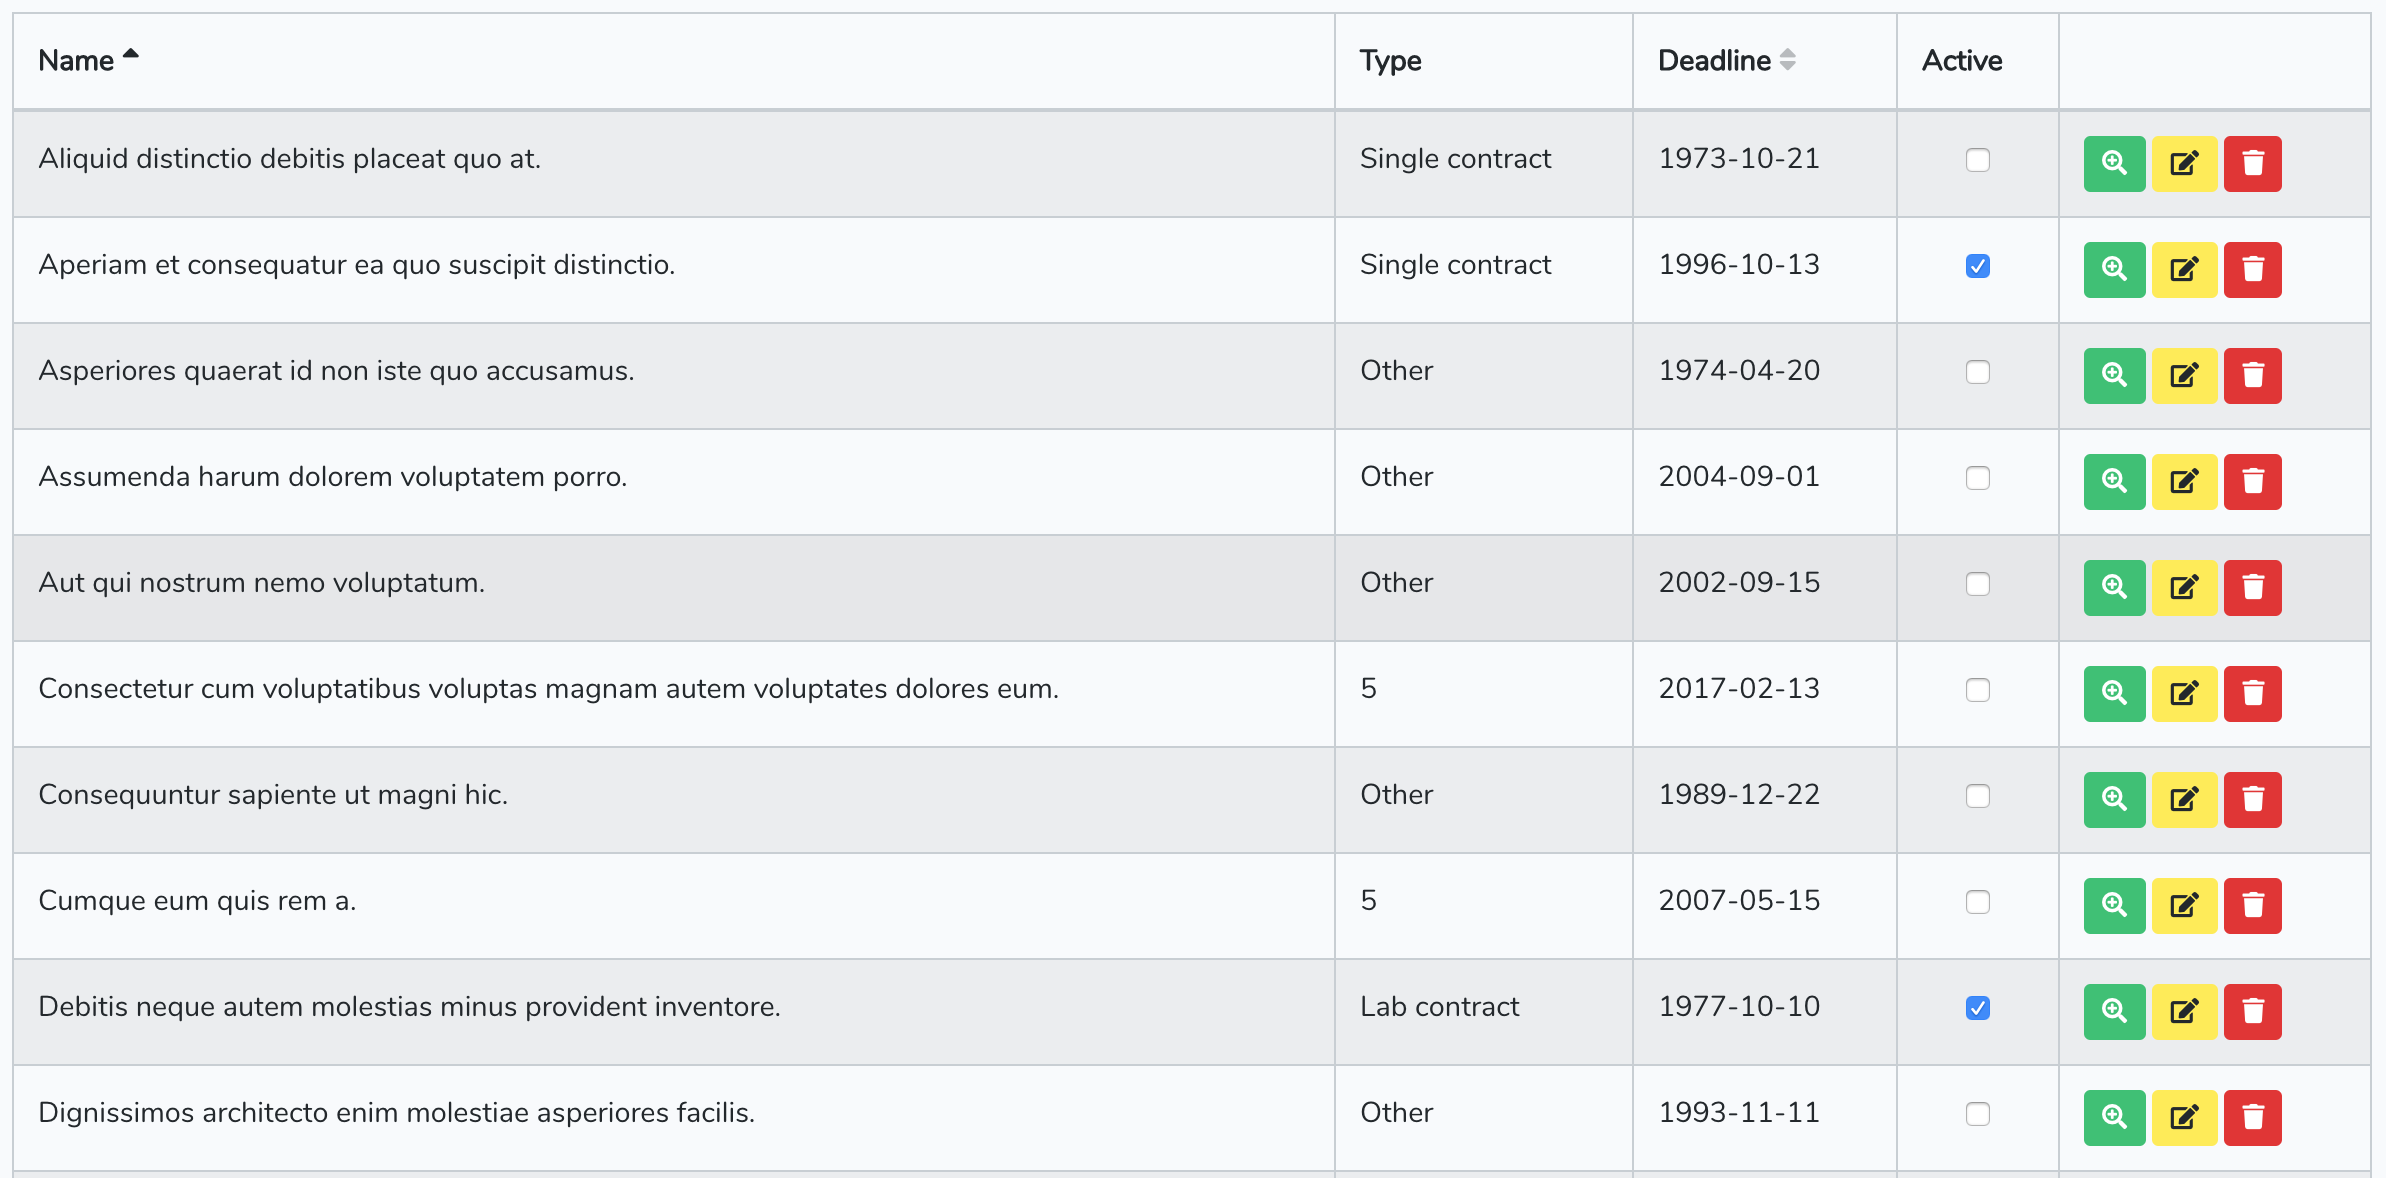 Name Type Deadline Active
Aliquid distinctio debitis placeat quo at. Single contract 1973-10-21
Aperiam et consequatur ea quo suscipit distinctio. Single contract 1996-10-13
Asperiores quaerat id non iste quo accusamus. Other 1974-04-20
Assumenda harum dolorem voluptatem porro. Other 2004-09-01
Aut qui nostrum nemo voluptatum. Other 2002-09-15
Consectetur cum voluptatibus voluptas magnam autem voluptates dolores eum. 5 2017-02-13
Consequuntur sapiente ut magni hic. Other 1989-12-22
Cumque eum quis rem a. 5 2007-05-15
Debitis neque autem molestias minus provident inventore. Lab contract 1977-10-10
Dignissimos architecto enim molestiae asperiores facilis. Other 1993-11-11